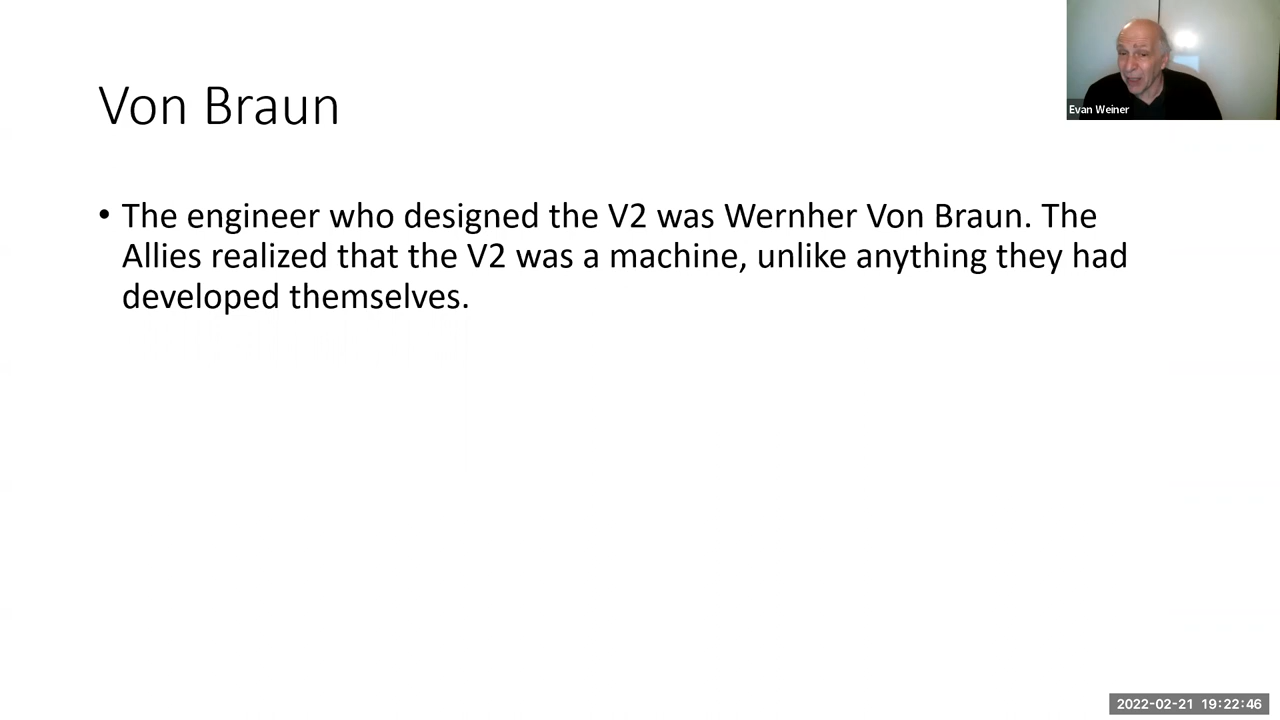 Von Braun
Evan Weiner
• The engineer who designed the V2 was Wernher Von Braun. The
Allies realized that the V2 was a machine, unlike anything they had
developed themselves.
2022-02-21 19:22:46